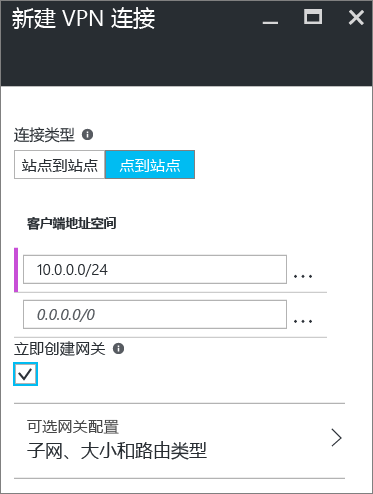 新建 VPN 连接
连接类型
站点到站点 点到站点
客户端地址空间
10.0.0.0/24
0.0.0.0/0
立即创建网关
可选网关配置
子网、大小和路由类型